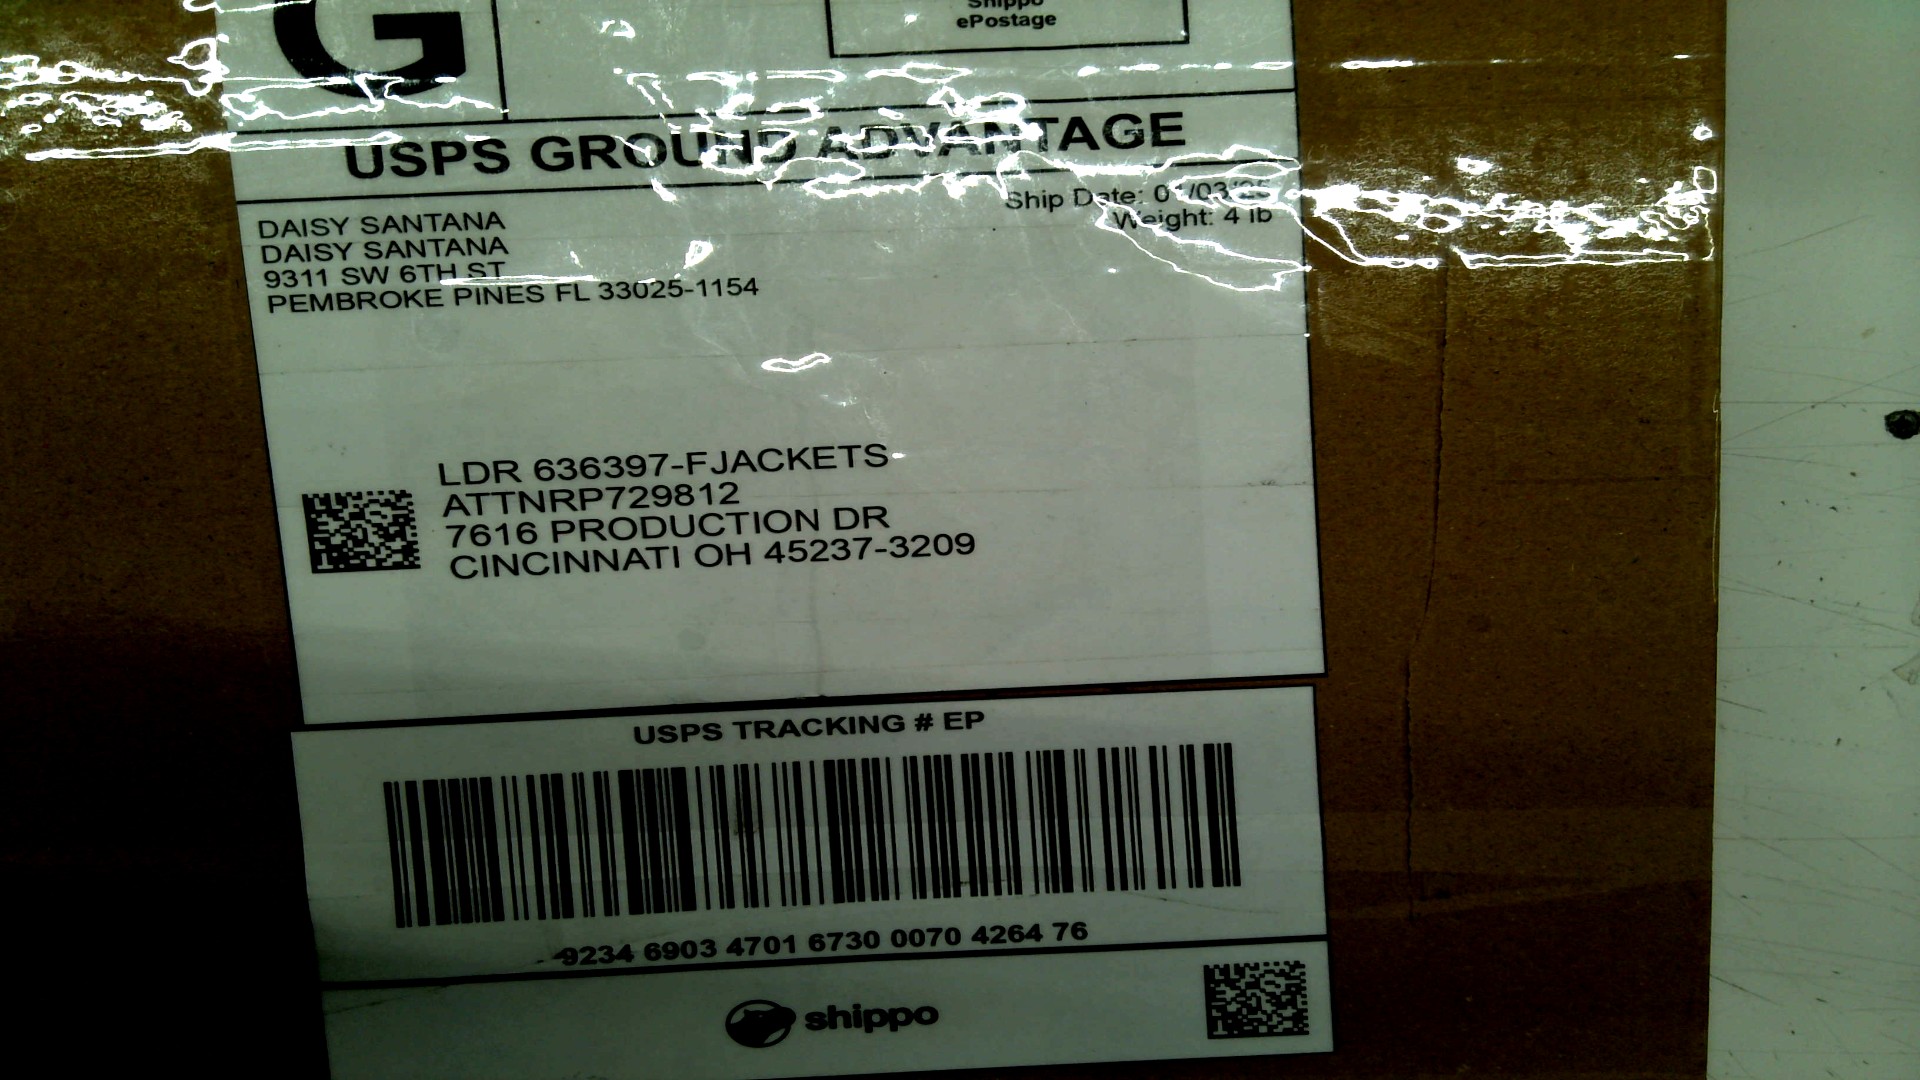 Shippo
ePostage
G
USPS GROUND ADVANTAGE
Ship Date:
Weight: 4 lb
DAISY SANTANA
DAISY SANTANA
9311 SW 6TH ST
PEMBROKE PINES FL 33025-1154
LDR 636397-FJACKETS
ATTNRP729812
7616 PRODUCTION DR
CINCINNATI OH 45237-3209
USPS TRACKING # EP
9234 6903 4701 6730 0070 4264 76
shippo